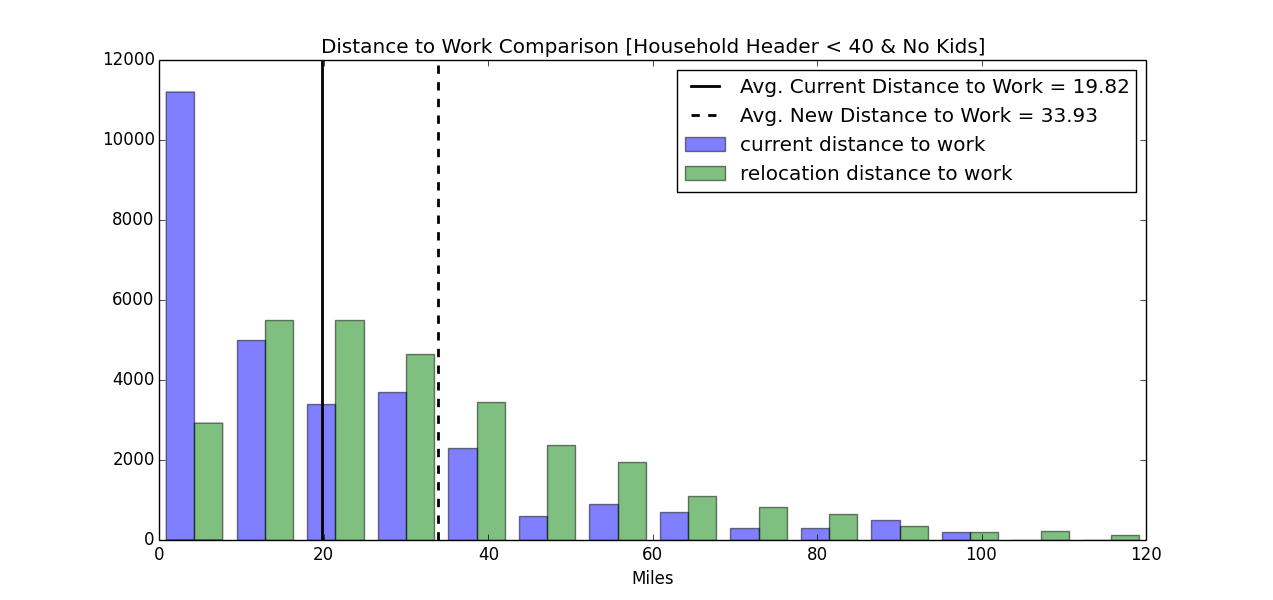 Distance to Work Comparison [Household Header < 40 & No Kids]
12000
10000
8000
6000
4000
2000
0
Avg. Current Distance to Work = 19.82
Avg. New Distance to Work = 33.93
current distance to work
relocation distance to work
0 20 40 60 80 100 120
Miles